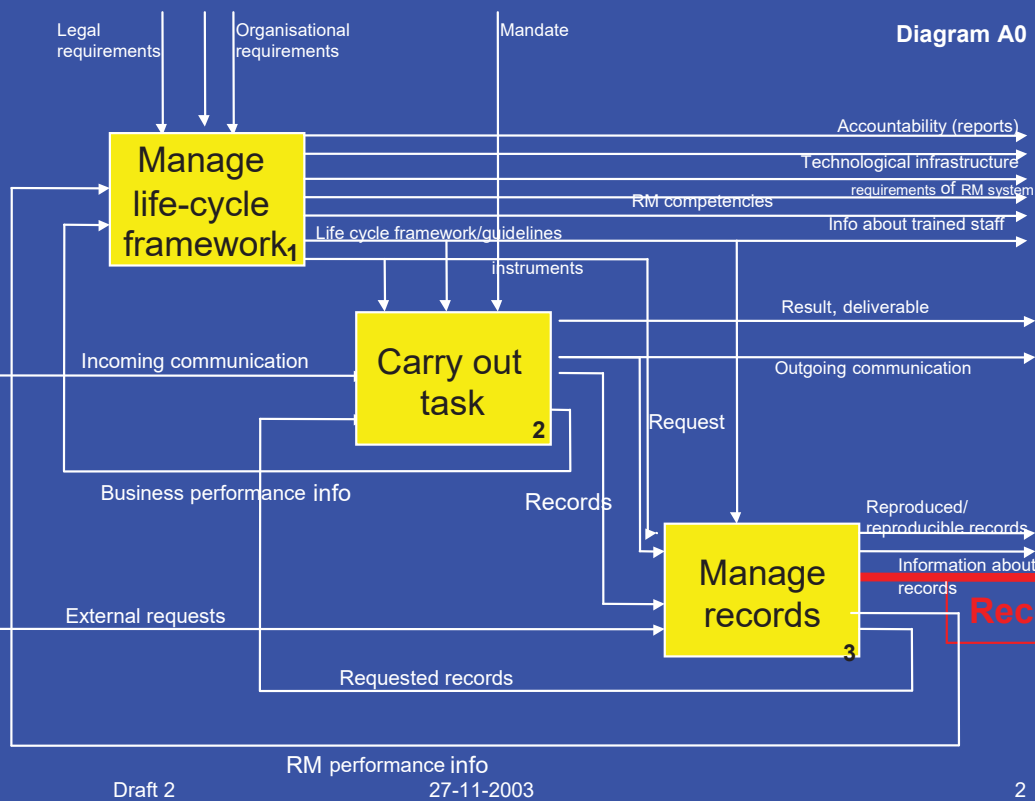 Legal
requirements
Organisational
requirements
Mandate
Diagram A0
Manage
life-cycle
framework
1
Accountability (reports)
Technological infrastructure
requirements of RM system
RM competencies
Info about trained staff
Life cycle framework/guidelines
instruments
Result, deliverable
Incoming communication
Carry out
task
2
Outgoing communication
Request
Business performance info
Records
Reproduced/
reproducible records
Manage
records
3
Information about
records
Rec
External requests
Requested records
RM performance info
Draft 2
27-11-2003
2